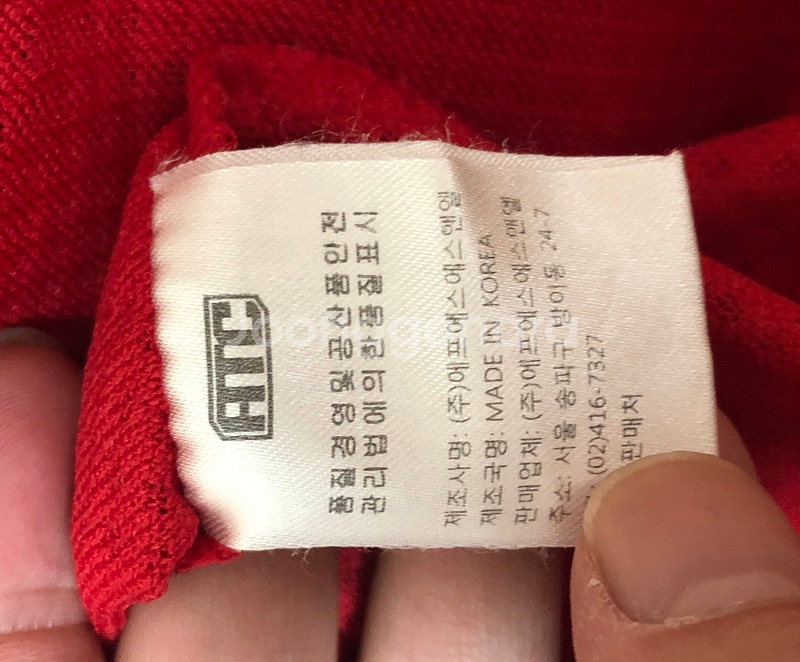 HTC
품질경영및공산품안전
관리법에의한품질표시
제조사명: (주)에프에스에스앤엘
제조국명: MADE IN KOREA
판매업체: (주)에프에스에스앤엘
주소: 서울 송파구 방이동 24-7
: (02)416-7327
판매처